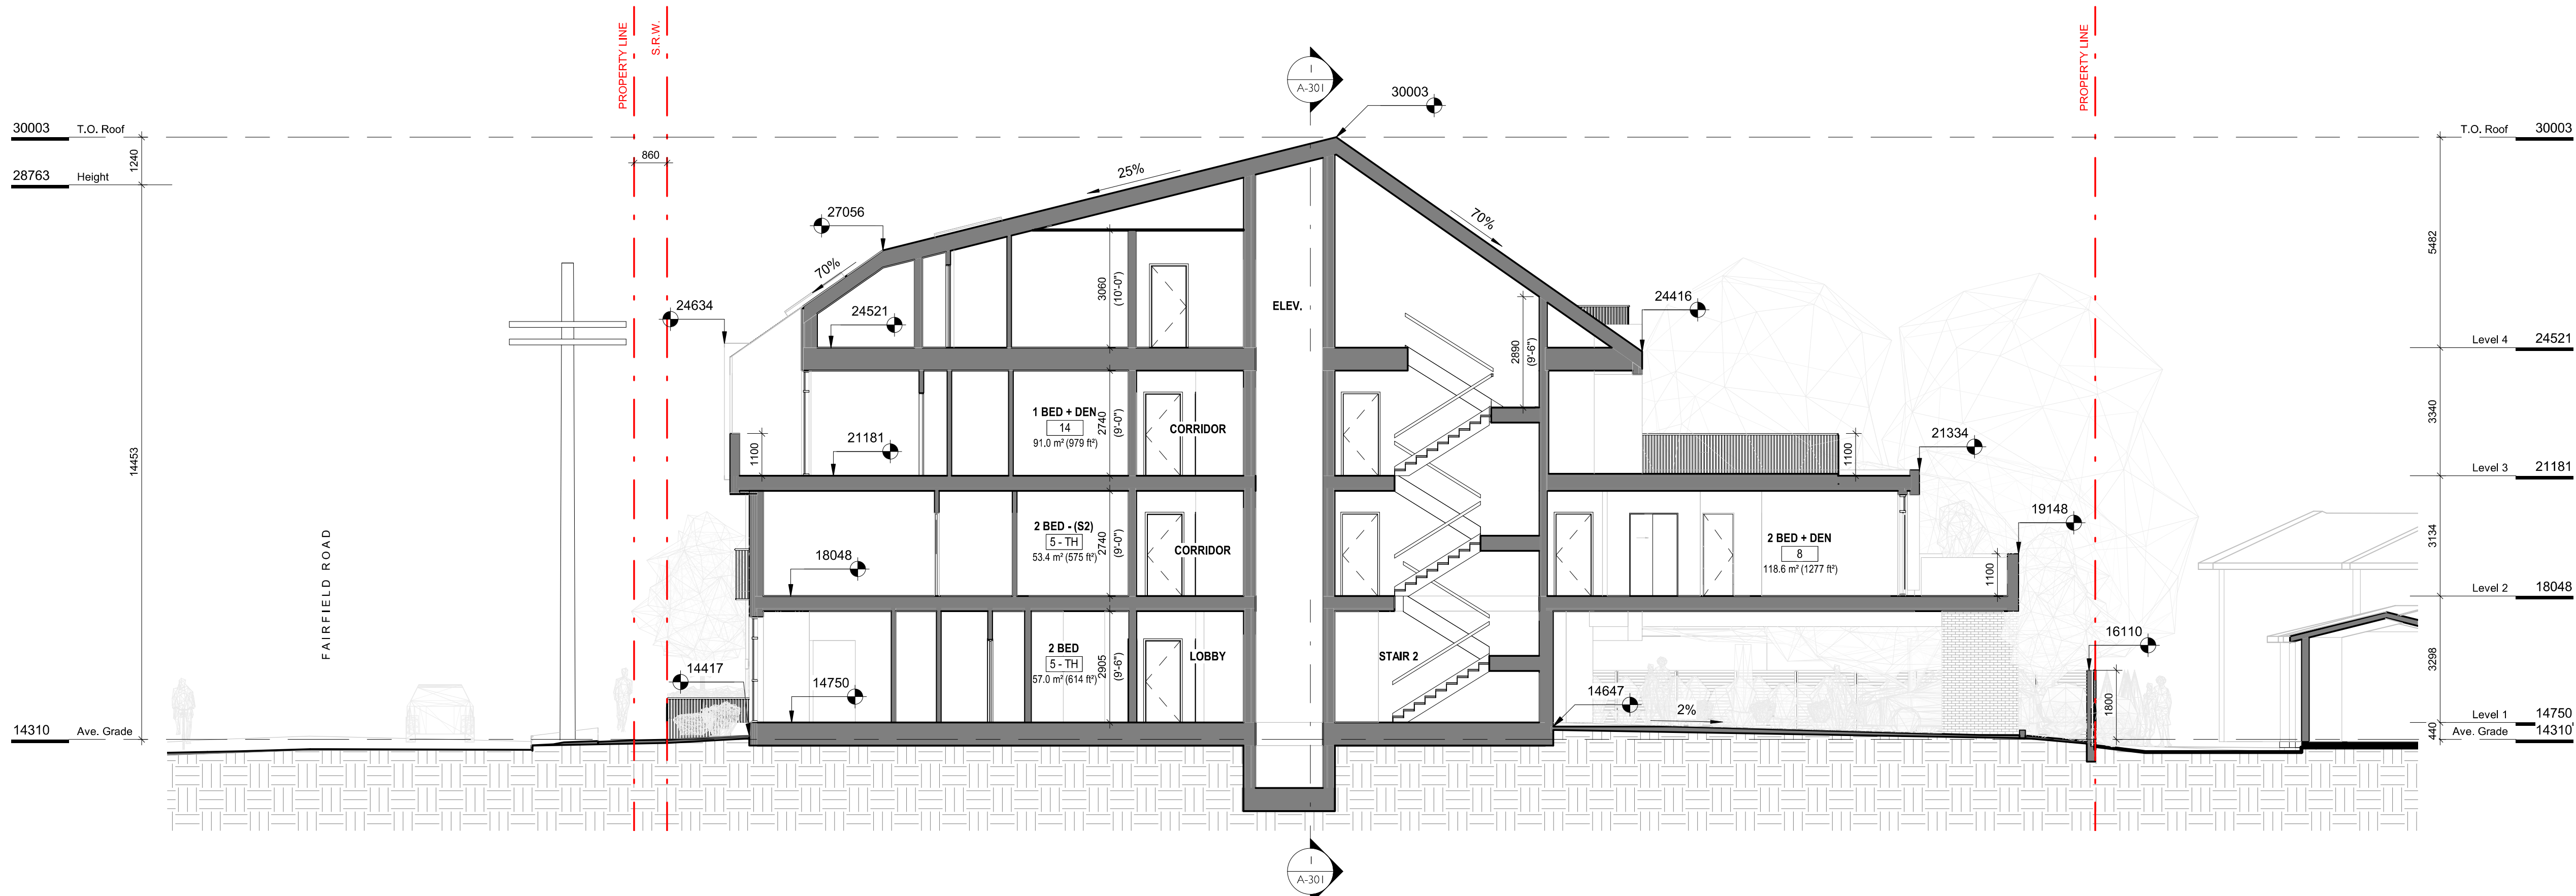 PROPERTY LINE
S.R.W.
PROPERTY LINE
1
A-301
30003
30003 T.O. Roof
T.O. Roof 30003
1240
860
28763 Height
25%
27056
70%
70%
5482
3060
(10'-0")
24634
24521
ELEV.
24416
2890
(9'-6")
Level 4 24521
14453
1 BED + DEN
14
91.0 m² (979 ft²)
2740
(9'-0")
CORRIDOR
3340
21181
1100
1100
21334
Level 3 21181
2 BED - (S2)
5 - TH
53.4 m² (575 ft²)
2740
(9'-0")
CORRIDOR
18048
2 BED + DEN
8
118.6 m² (1277 ft²)
19148
1100
3134
Level 2 18048
FAIRFIELD ROAD
14417
14750
2 BED
5 - TH
57.0 m² (614 ft²)
2905
(9'-6")
LOBBY
STAIR 2
14647
2%
16110
1800
3298
Level 1 14750
14310 Ave. Grade
Ave. Grade 14310
440
1
A-301